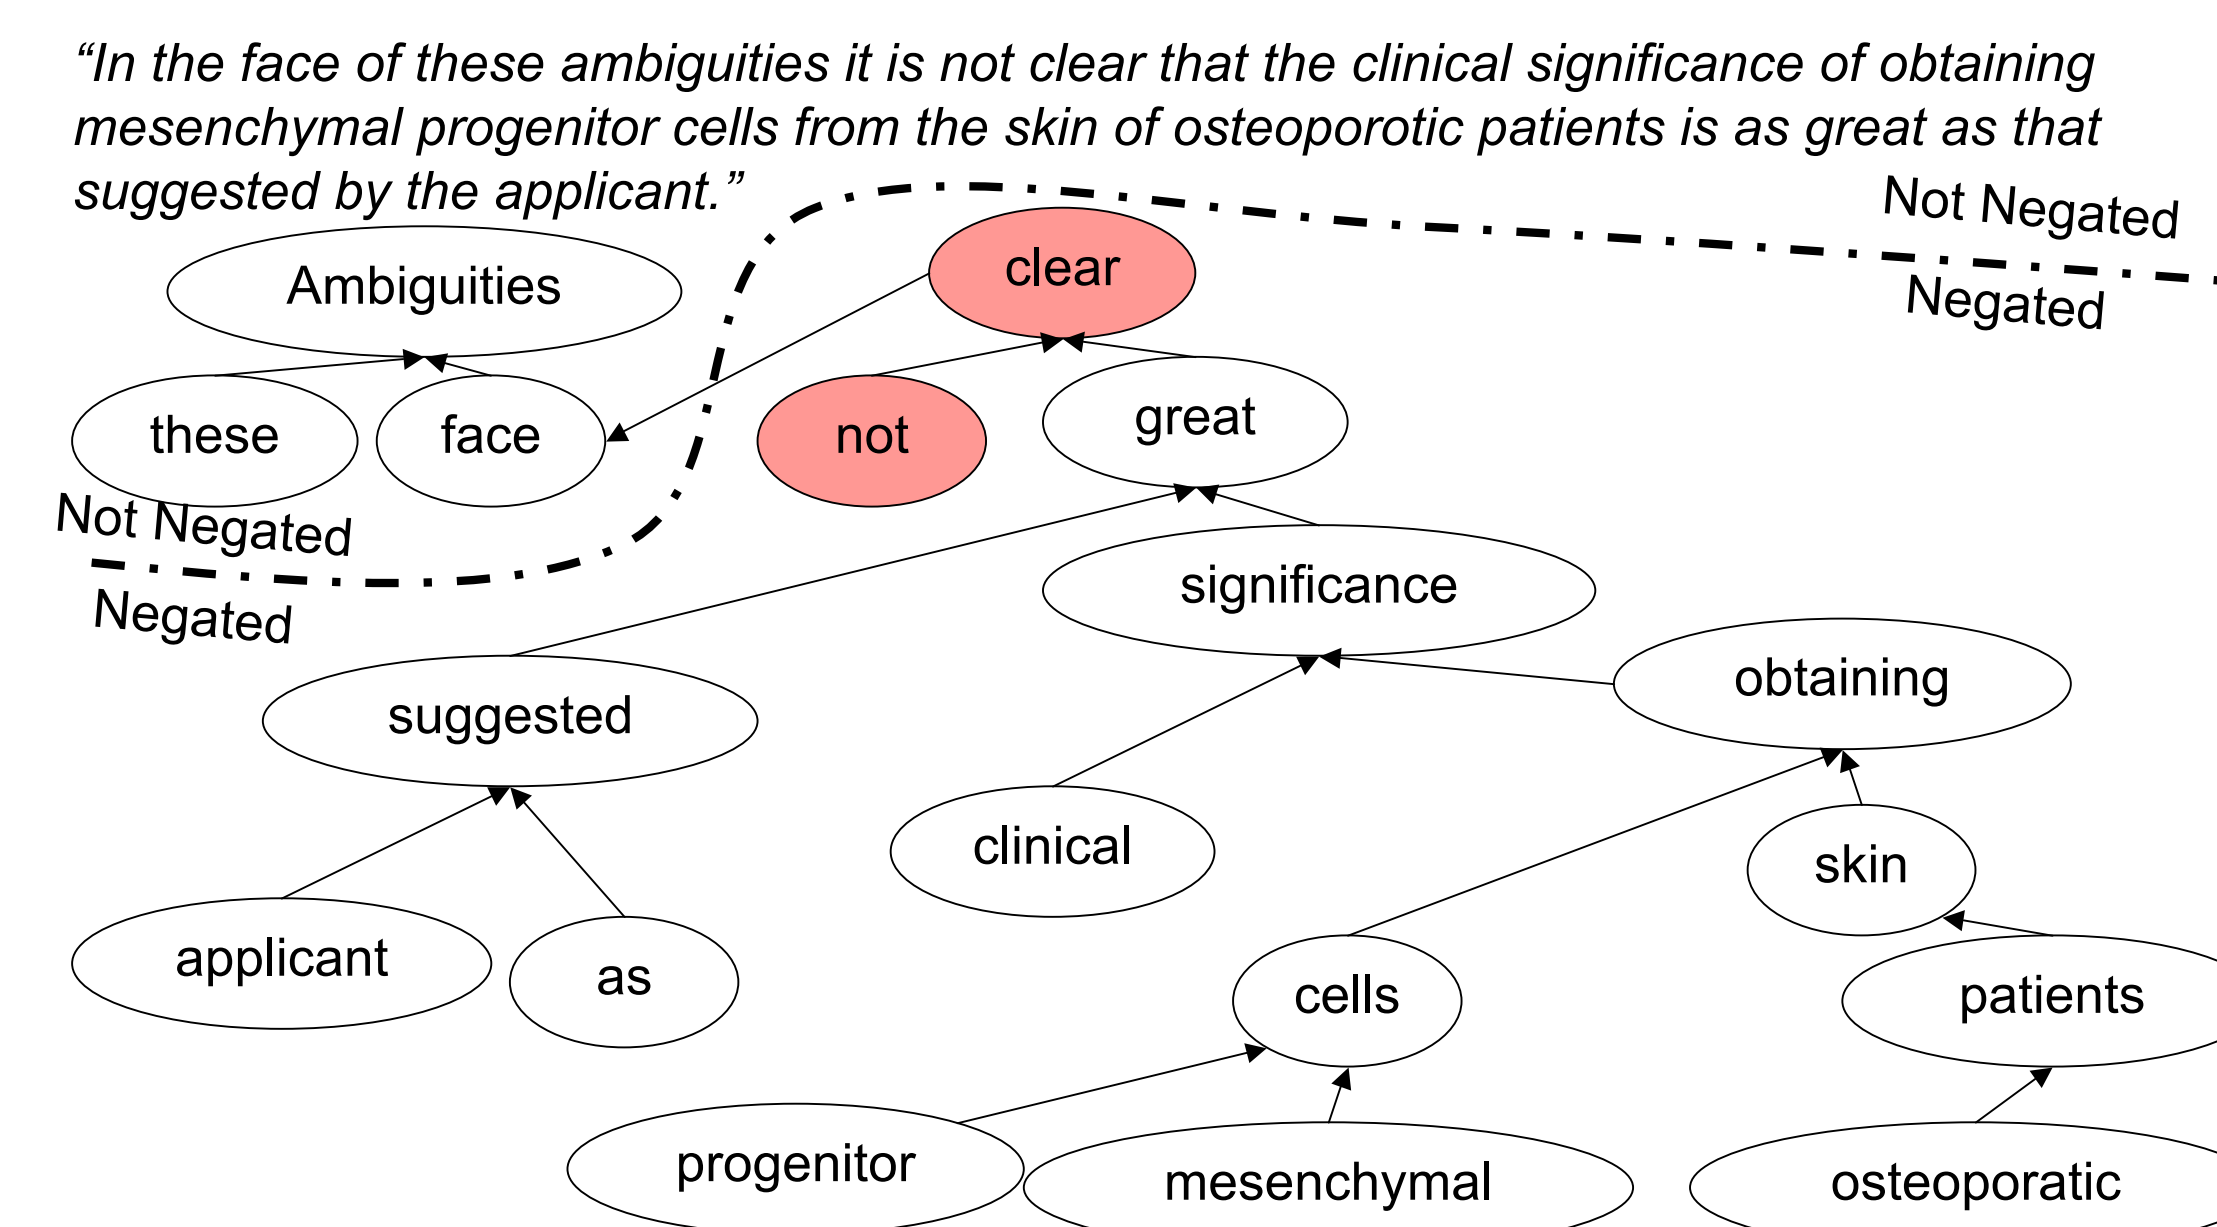 “In the face of these ambiguities it is not clear that the clinical significance of obtaining
mesenchymal progenitor cells from the skin of osteoporotic patients is as great as that
suggested by the applicant.”
Not Negated
Negated
clear
Ambiguities
great
not
these
face
Not Negated
Negated
significance
obtaining
suggested
clinical
skin
applicant
as
cells
patients
progenitor
mesenchymal
osteoporatic